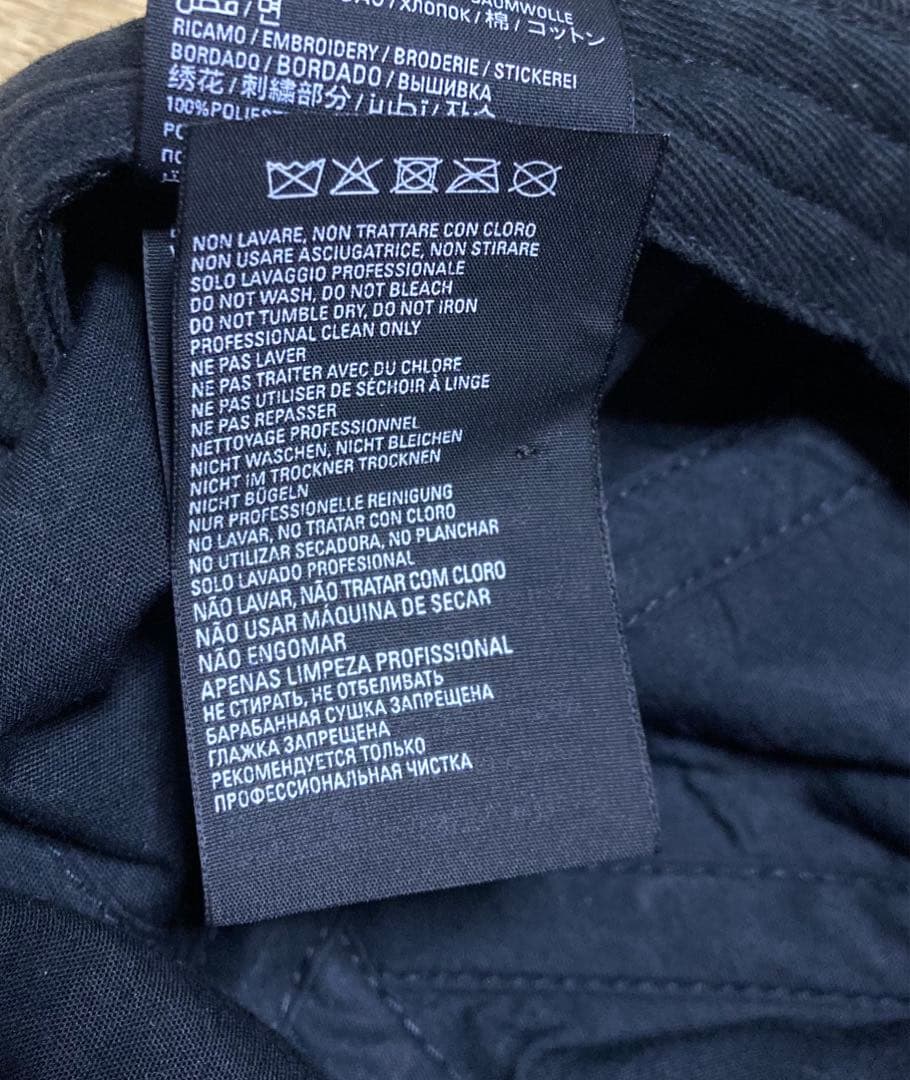 ХЛОПОК / 棉 / コットン
قطن / 면
RICAMO / EMBROIDERY / BRODERIE / STICKEREI
BORDADO / BORDADO / ВЫШИВКА
绣花 / 刺繍部分 / تطريز / 자수
NON LAVARE, NON TRATTARE CON CLORO
NON USARE ASCIUGATRICE, NON STIRARE
SOLO LAVAGGIO PROFESSIONALE
DO NOT WASH, DO NOT BLEACH
DO NOT TUMBLE DRY, DO NOT IRON
PROFESSIONAL CLEAN ONLY
NE PAS LAVER
NE PAS TRAITER AVEC DU CHLORE
NE PAS UTILISER DE SÉCHOIR À LINGE
NE PAS REPASSER
NETTOYAGE PROFESSIONNEL
NICHT WASCHEN, NICHT BLEICHEN
NICHT IM TROCKNER TROCKNEN
NICHT BÜGELN
NUR PROFESSIONELLE REINIGUNG
NO LAVAR, NO TRATAR CON CLORO
NO UTILIZAR SECADORA, NO PLANCHAR
SOLO LAVADO PROFESIONAL
NÃO LAVAR, NÃO TRATAR COM CLORO
NÃO USAR MÁQUINA DE SECAR
NÃO ENGOMAR
APENAS LIMPEZA PROFISSIONAL
НЕ СТИРАТЬ, НЕ ОТБЕЛИВАТЬ
БАРАБАННАЯ СУШКА ЗАПРЕЩЕНА
ГЛАЖКА ЗАПРЕЩЕНА
РЕКОМЕНДУЕТСЯ ТОЛЬКО
ПРОФЕССИОНАЛЬНАЯ ЧИСТКА